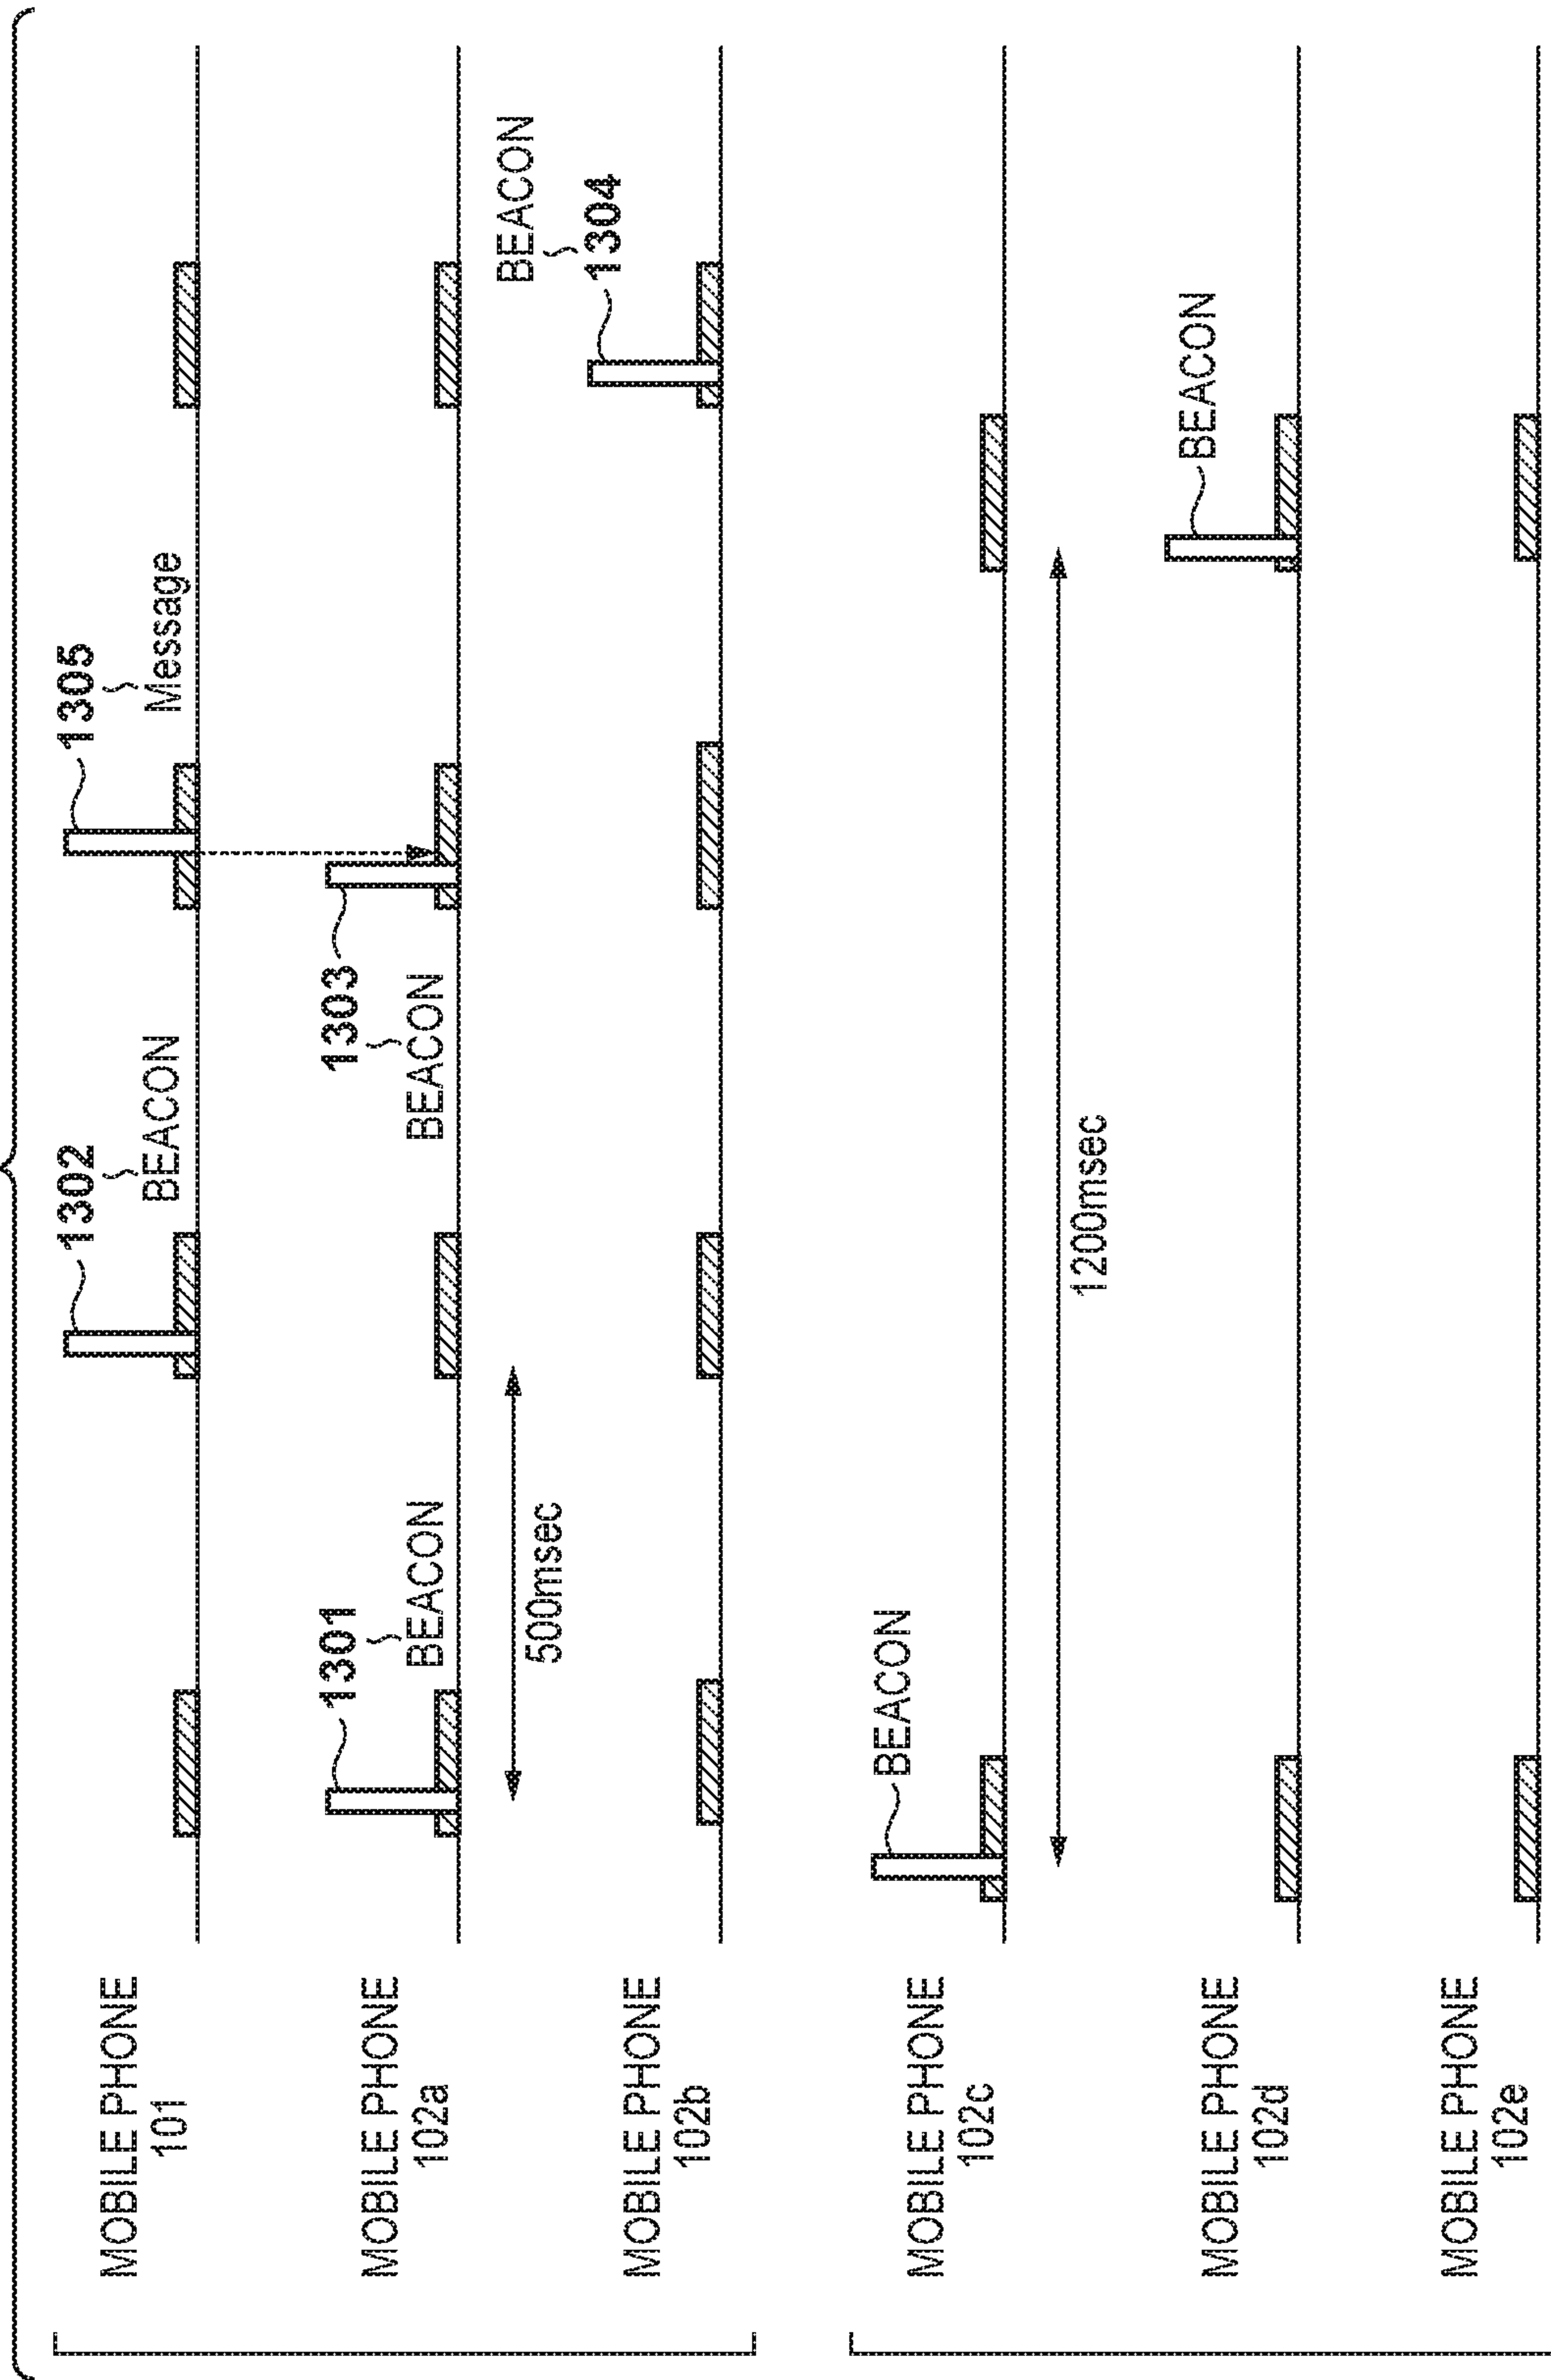 MOBILE PHONE
101
1302
BEACON
1305
Message
MOBILE PHONE
102a
1301
BEACON
1303
BEACON
500msec
MOBILE PHONE
102b
BEACON
1304
MOBILE PHONE
102c
BEACON
1200msec
MOBILE PHONE
102d
BEACON
MOBILE PHONE
102e